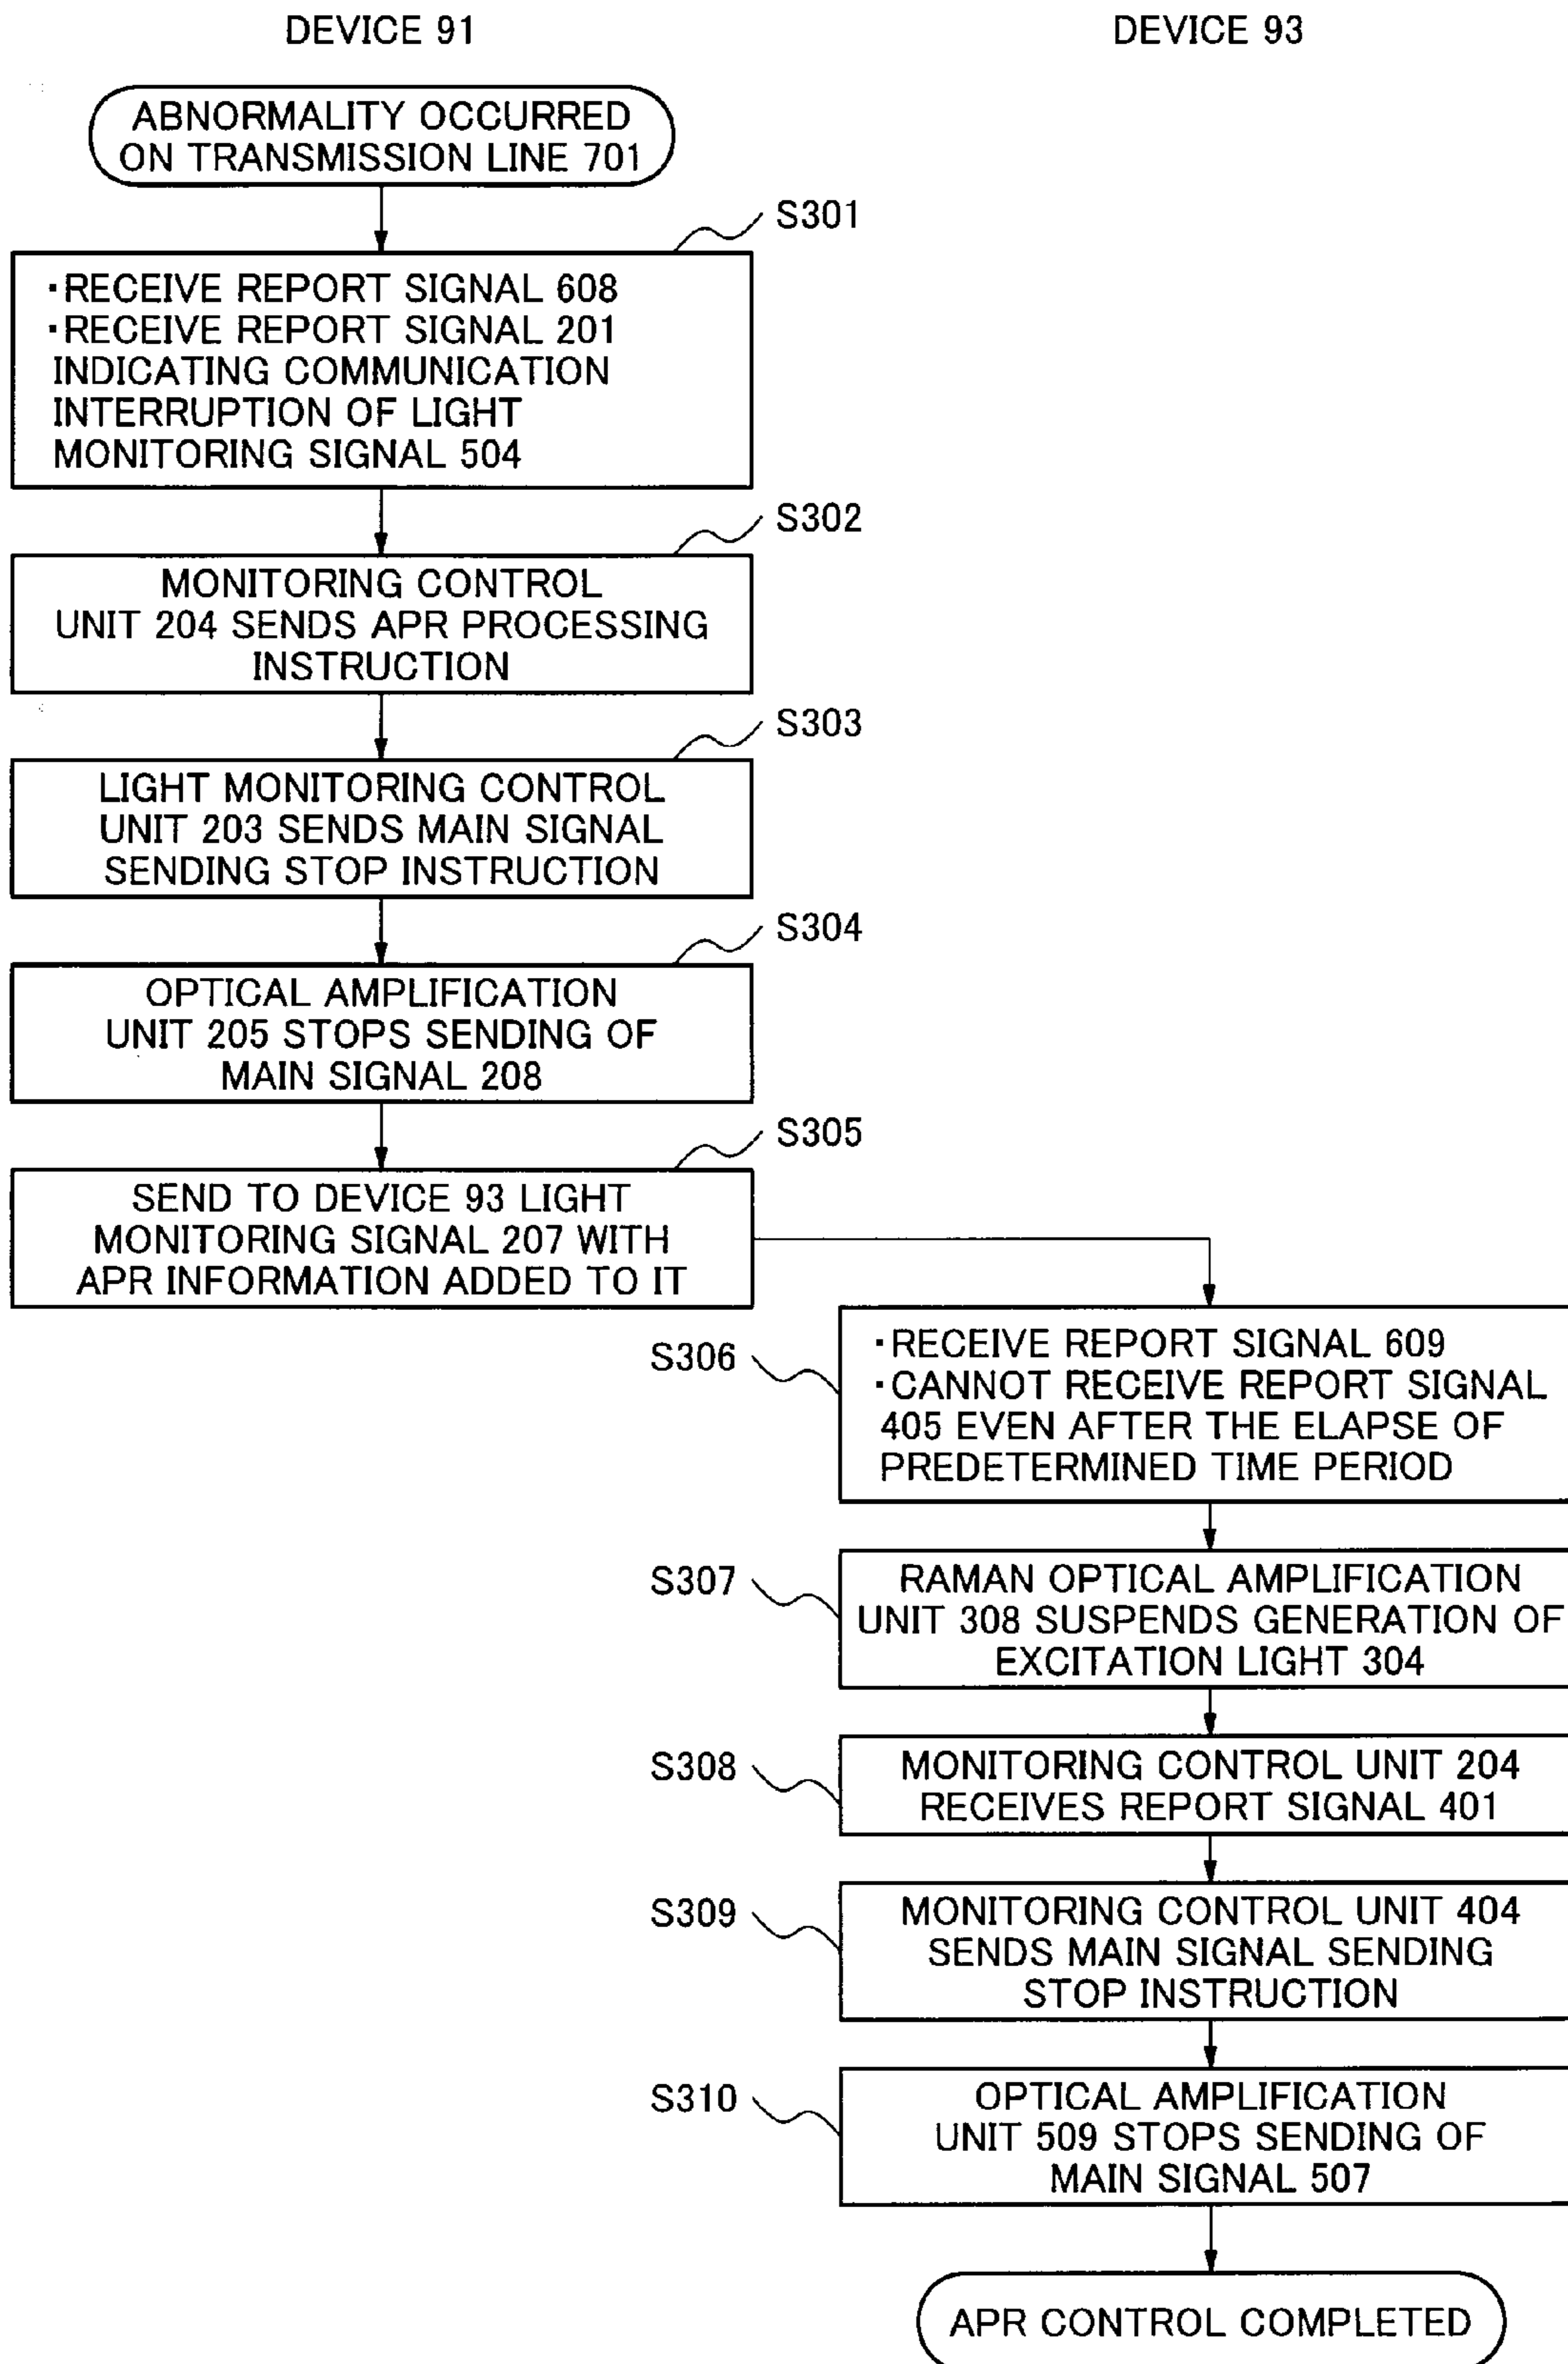 DEVICE 91
DEVICE 93
ABNORMALITY OCCURRED
ON TRANSMISSION LINE 701
S301
・RECEIVE REPORT SIGNAL 608
・RECEIVE REPORT SIGNAL 201
INDICATING COMMUNICATION
INTERRUPTION OF LIGHT
MONITORING SIGNAL 504
S302
MONITORING CONTROL
UNIT 204 SENDS APR PROCESSING
INSTRUCTION
S303
LIGHT MONITORING CONTROL
UNIT 203 SENDS MAIN SIGNAL
SENDING STOP INSTRUCTION
S304
OPTICAL AMPLIFICATION
UNIT 205 STOPS SENDING OF
MAIN SIGNAL 208
S305
SEND TO DEVICE 93 LIGHT
MONITORING SIGNAL 207 WITH
APR INFORMATION ADDED TO IT
S306
・RECEIVE REPORT SIGNAL 609
・CANNOT RECEIVE REPORT SIGNAL
405 EVEN AFTER THE ELAPSE OF
PREDETERMINED TIME PERIOD
S307
RAMAN OPTICAL AMPLIFICATION
UNIT 308 SUSPENDS GENERATION OF
EXCITATION LIGHT 304
S308
MONITORING CONTROL UNIT 204
RECEIVES REPORT SIGNAL 401
S309
MONITORING CONTROL UNIT 404
SENDS MAIN SIGNAL SENDING
STOP INSTRUCTION
S310
OPTICAL AMPLIFICATION
UNIT 509 STOPS SENDING OF
MAIN SIGNAL 507
APR CONTROL COMPLETED